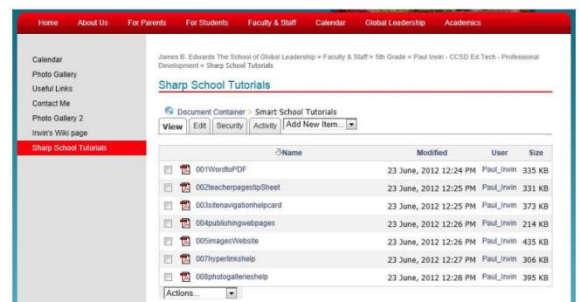 Home About Us For Parents For Students Faculty & Staff Calendar Global Leadership Academics
Calendar
Photo Gallery
Useful Links
Contact Me
Photo Gallery 2
Irwin's Wiki page
Sharp School Tutorials
James B. Edwards The School of Global Leadership » Faculty & Staff » 5th Grade » Paul Irwin - CCSD Ed Tech - Professional
Development » Sharp School Tutorials
Sharp School Tutorials
Document Container > Smart School Tutorials
View Edit Security Activity Add New Item...
Name Modified User Size
001WordtoPDF 23 June, 2012 12:24 PM Paul_Irwin 335 KB
002teacherpagestipSheet 23 June, 2012 12:25 PM Paul_Irwin 331 KB
003sitenavigationhelpcard 23 June, 2012 12:25 PM Paul_Irwin 373 KB
004publishingwebpages 23 June, 2012 12:26 PM Paul_Irwin 214 KB
005imagesWebsite 23 June, 2012 12:26 PM Paul_Irwin 435 KB
007hyperlinkshelp 23 June, 2012 12:27 PM Paul_Irwin 306 KB
008photogallerieshelp 23 June, 2012 12:28 PM Paul_Irwin 395 KB
Actions...